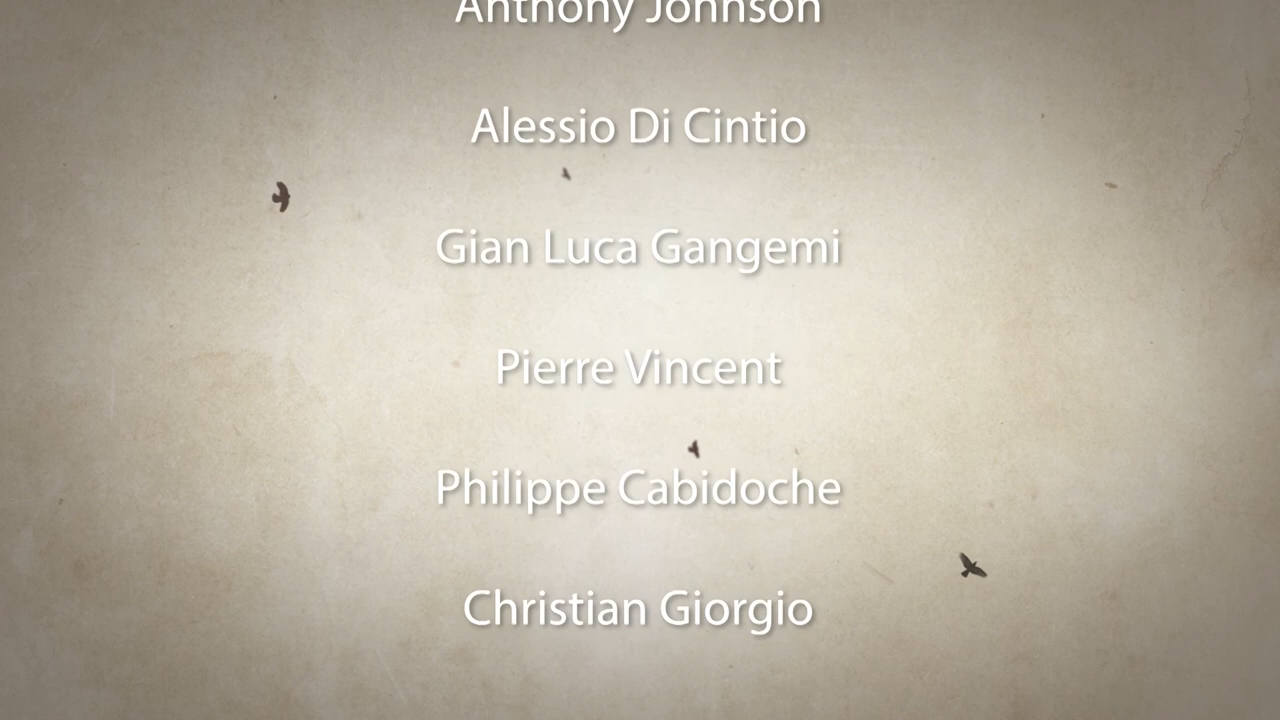 Anthony Johnson
Alessio Di Cintio
Gian Luca Gangemi
Pierre Vincent
Philippe Cabidoche
Christian Giorgio